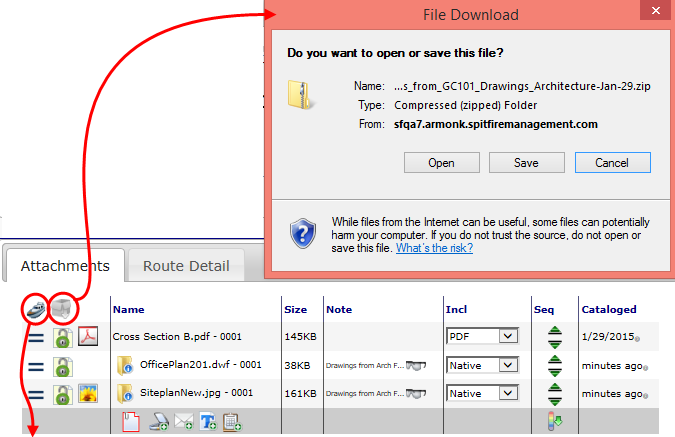 File Download
Do you want to open or save this file?
Name: ...s_from_GC101_Drawings_Architecture-Jan-29.zip
Type: Compressed (zipped) Folder
From: sfqa7.armonk.spitfiremanagement.com
Open Save Cancel
While files from the Internet can be useful, some files can potentially
harm your computer. If you do not trust the source, do not open or
save this file. What's the risk?
Attachments Route Detail
Name Size Note Incl Seq Cataloged
Cross Section B.pdf - 0001 145KB PDF 1/29/2015
OfficePlan201.dwf - 0001 38KB Drawings from Arch F... Native minutes ago
SiteplanNew.jpg - 0001 161KB Drawings from Arch F... Native minutes ago